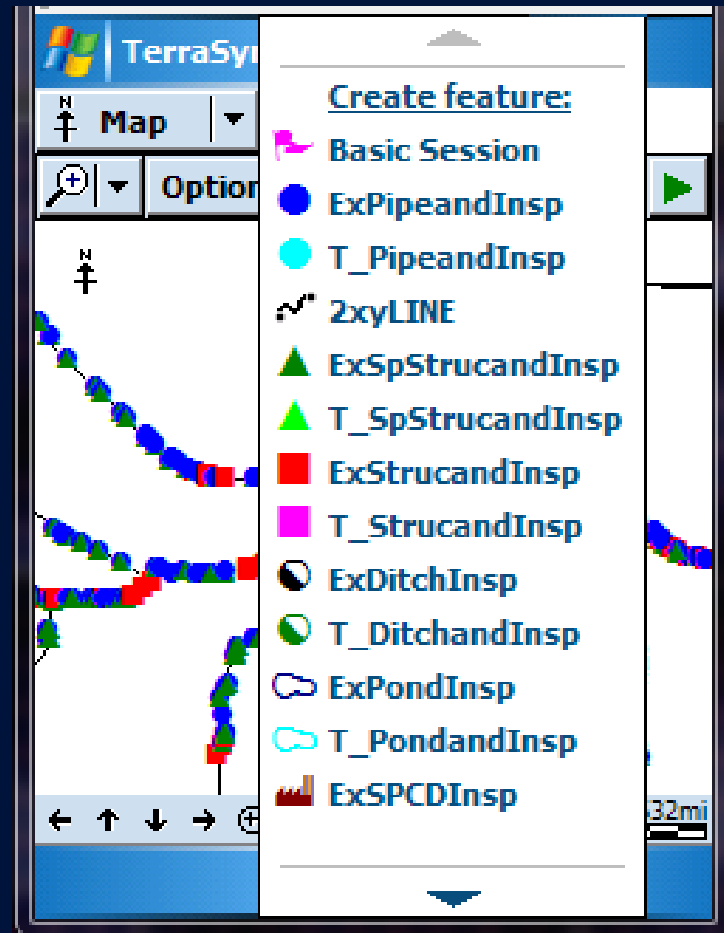 TerraSy
Create feature:
N
Map
Basic Session
Option
ExPipeandInsp
N
T_PipeandInsp
2xyLINE
ExSpStrucandInsp
T_SpStrucandInsp
ExStrucandInsp
T_StrucandInsp
ExDitchInsp
T_DitchandInsp
ExPondInsp
T_PondandInsp
ExSPCDInsp
32mi